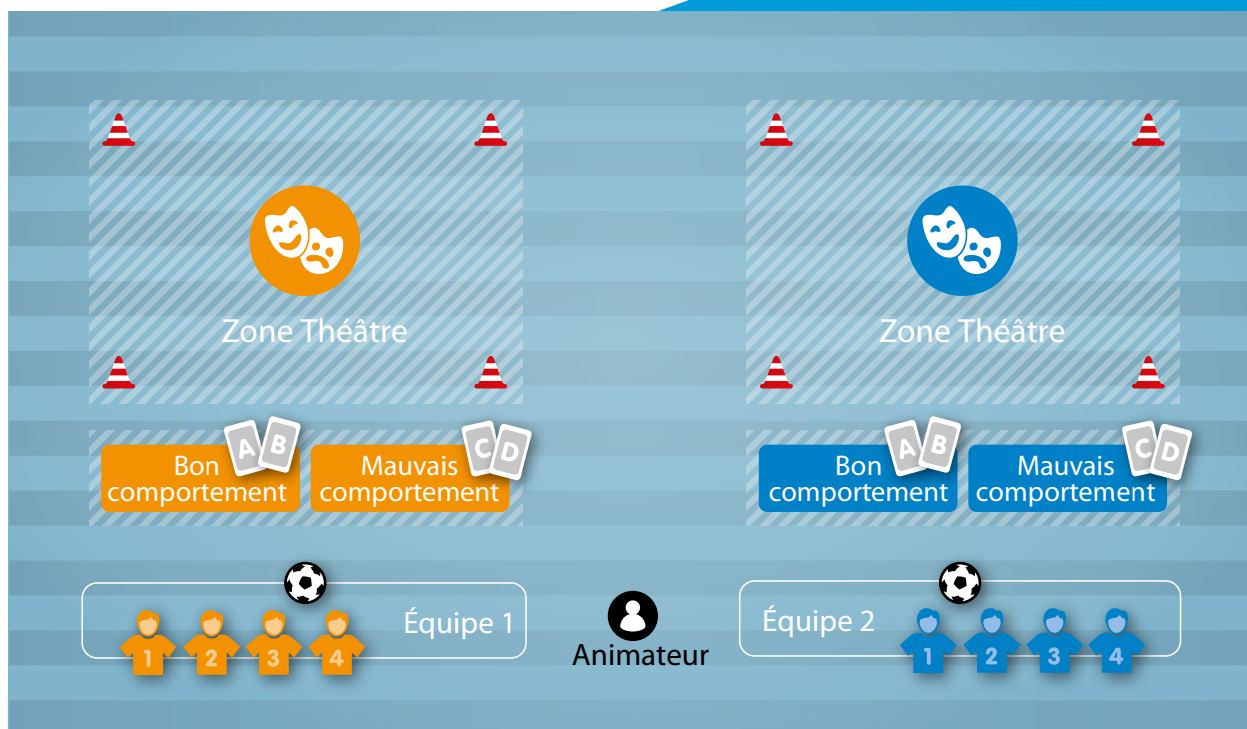 Zone Théâtre
Zone Théâtre
A B
Bon
comportement
C D
Mauvais
comportement
A B
Bon
comportement
C D
Mauvais
comportement
Équipe 1
1 2 3 4
Animateur
Équipe 2
1 2 3 4